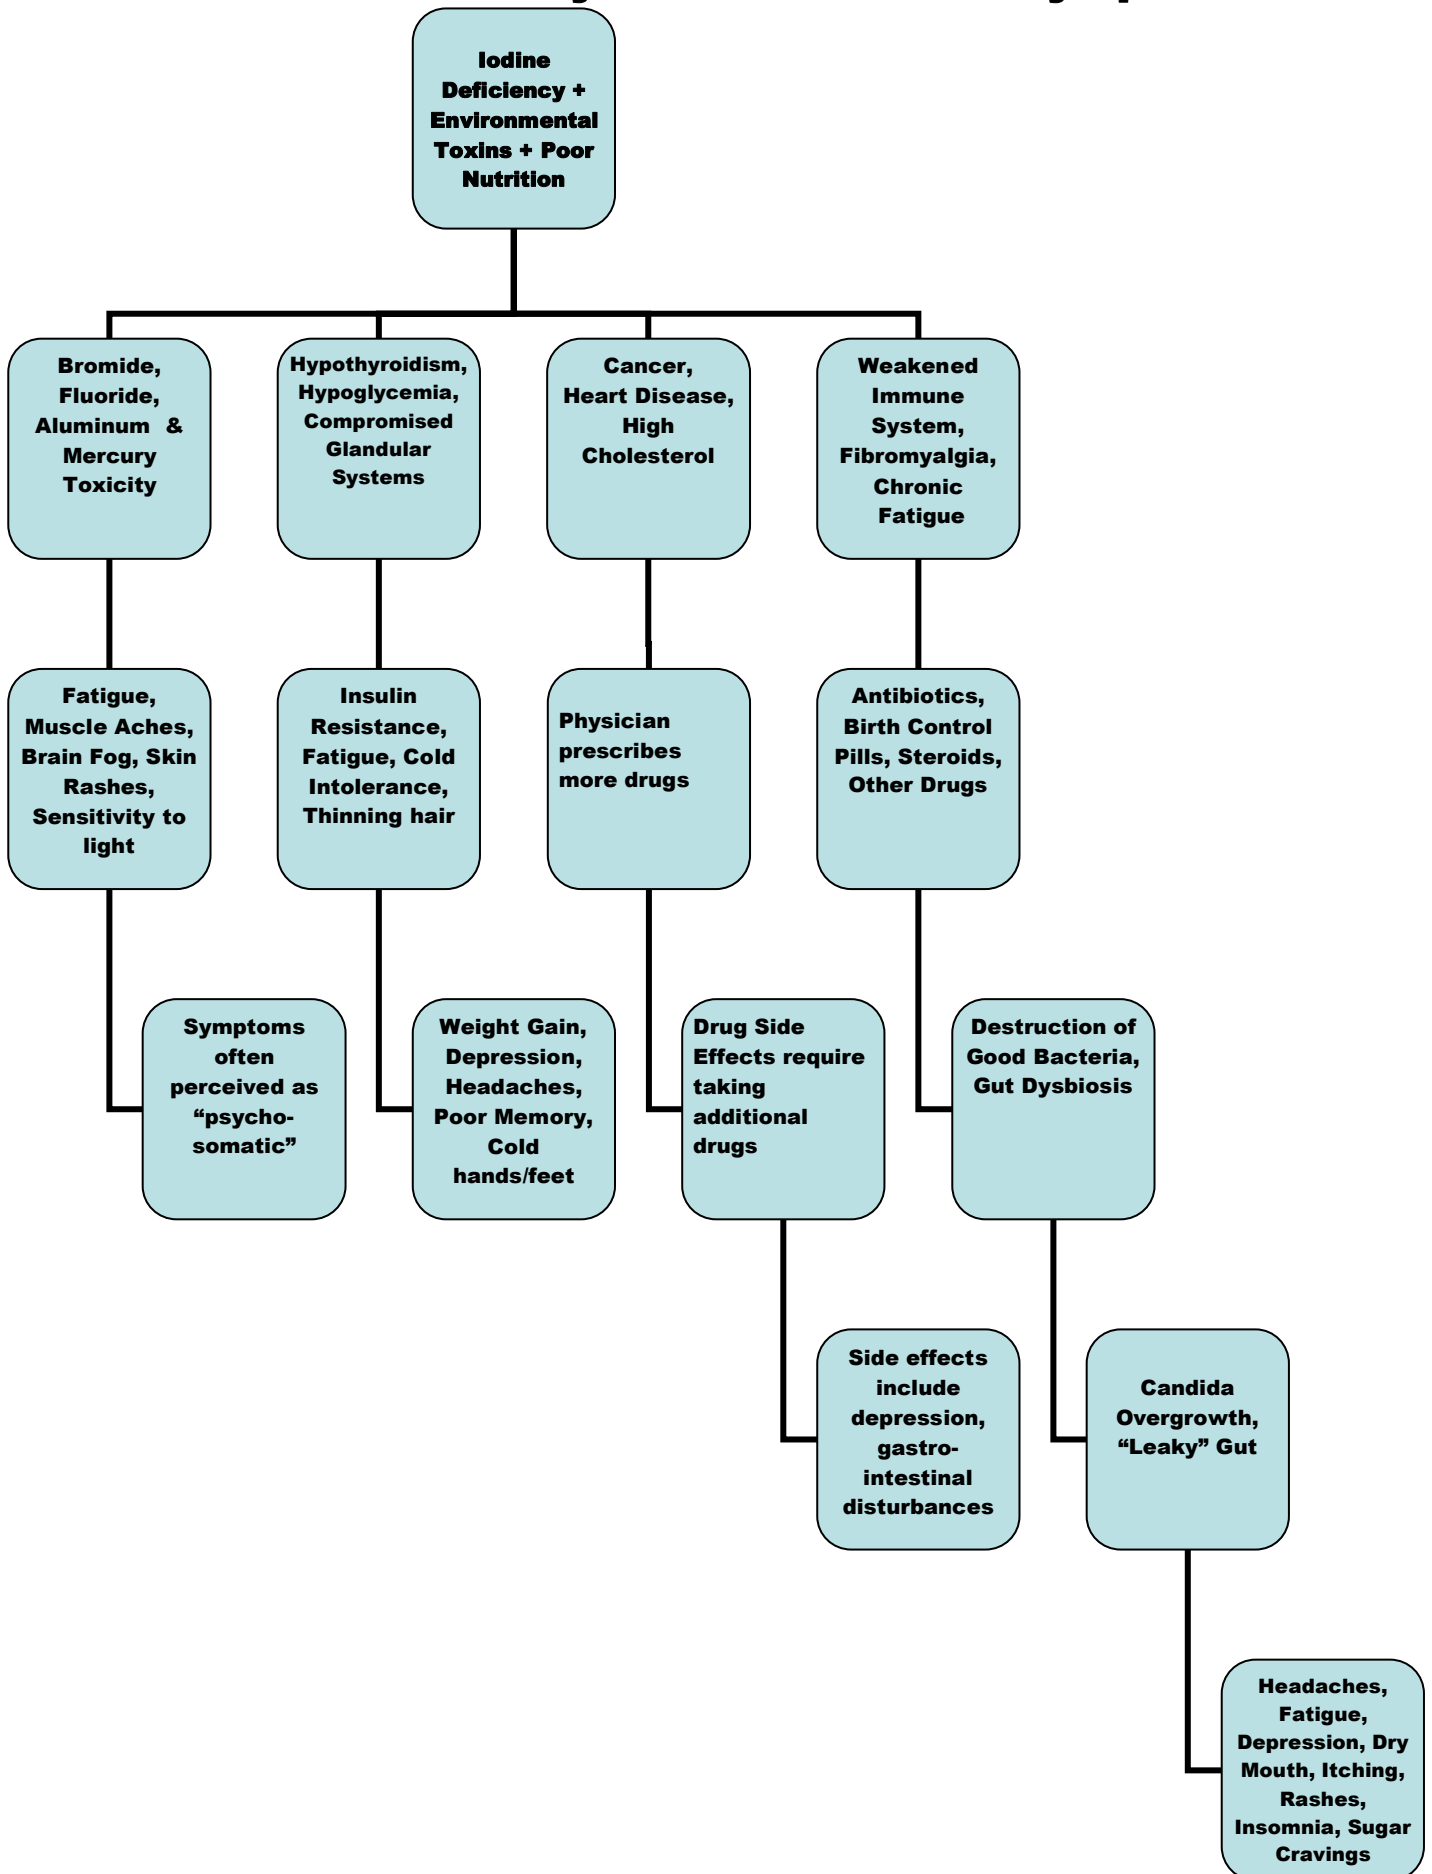 Iodine
Deficiency +
Environmental
Toxins + Poor
Nutrition
Bromide,
Fluoride,
Aluminum &
Mercury
Toxicity
Hypothyroidism,
Hypoglycemia,
Compromised
Glandular
Systems
Cancer,
Heart Disease,
High
Cholesterol
Weakened
Immune
System,
Fibromyalgia,
Chronic
Fatigue
Fatigue,
Muscle Aches,
Brain Fog, Skin
Rashes,
Sensitivity to
light
Insulin
Resistance,
Fatigue, Cold
Intolerance,
Thinning hair
Physician
prescribes
more drugs
Antibiotics,
Birth Control
Pills, Steroids,
Other Drugs
Symptoms
often
perceived as
“psycho-
somatic”
Weight Gain,
Depression,
Headaches,
Poor Memory,
Cold
hands/feet
Drug Side
Effects require
taking
additional
drugs
Destruction of
Good Bacteria,
Gut Dysbiosis
Side effects
include
depression,
gastro-
intestinal
disturbances
Candida
Overgrowth,
“Leaky” Gut
Headaches,
Fatigue,
Depression, Dry
Mouth, Itching,
Rashes,
Insomnia, Sugar
Cravings